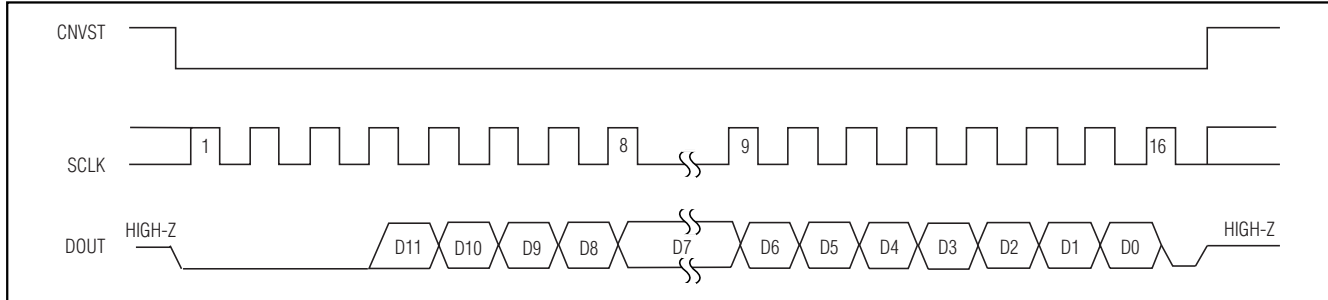 CNVST
SCLK
1
8
9
16
DOUT
HIGH-Z
D11
D10
D9
D8
D7
D6
D5
D4
D3
D2
D1
D0
HIGH-Z